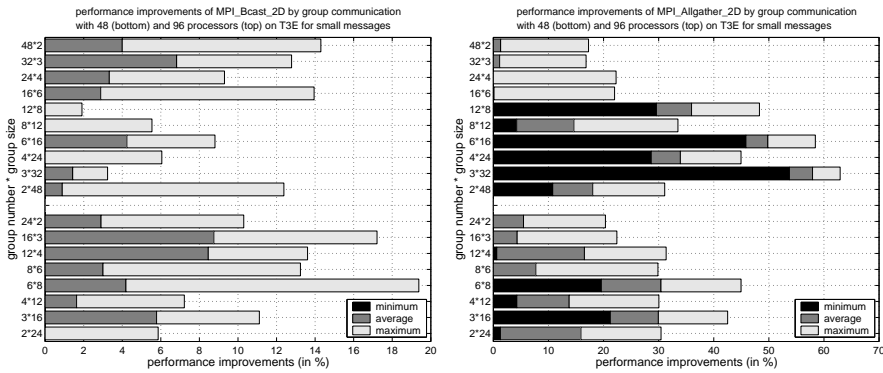 performance improvements of MPI_Bcast_2D by group communication
with 48 (bottom) and 96 processors (top) on T3E for small messages
group number * group size
48*2
32*3
24*4
16*6
12*8
8*12
6*16
4*24
3*32
2*48
24*2
16*3
12*4
8*6
6*8
4*12
3*16
2*24
minimum
average
maximum
0 2 4 6 8 10 12 14 16 18 20
performance improvements (in %)
performance improvements of MPI_Allgather_2D by group communication
with 48 (bottom) and 96 processors (top) on T3E for small messages
group number * group size
48*2
32*3
24*4
16*6
12*8
8*12
6*16
4*24
3*32
2*48
24*2
16*3
12*4
8*6
6*8
4*12
3*16
2*24
minimum
average
maximum
0 10 20 30 40 50 60 70
performance improvements (in %)